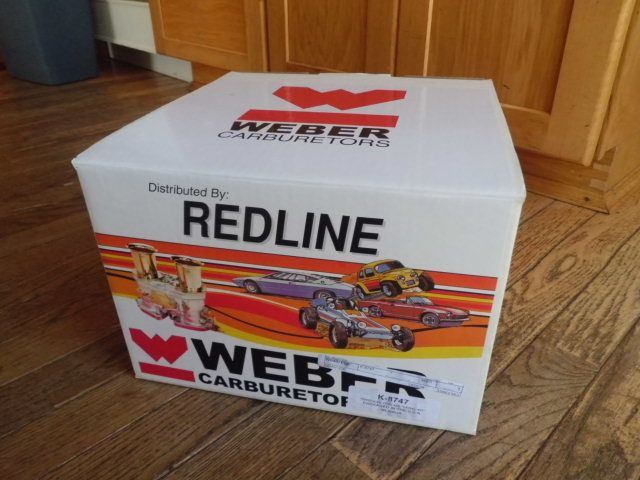 WEBER
CARBURETORS
Distributed By:
REDLINE
WEBER
CARBURETORS
K-8747